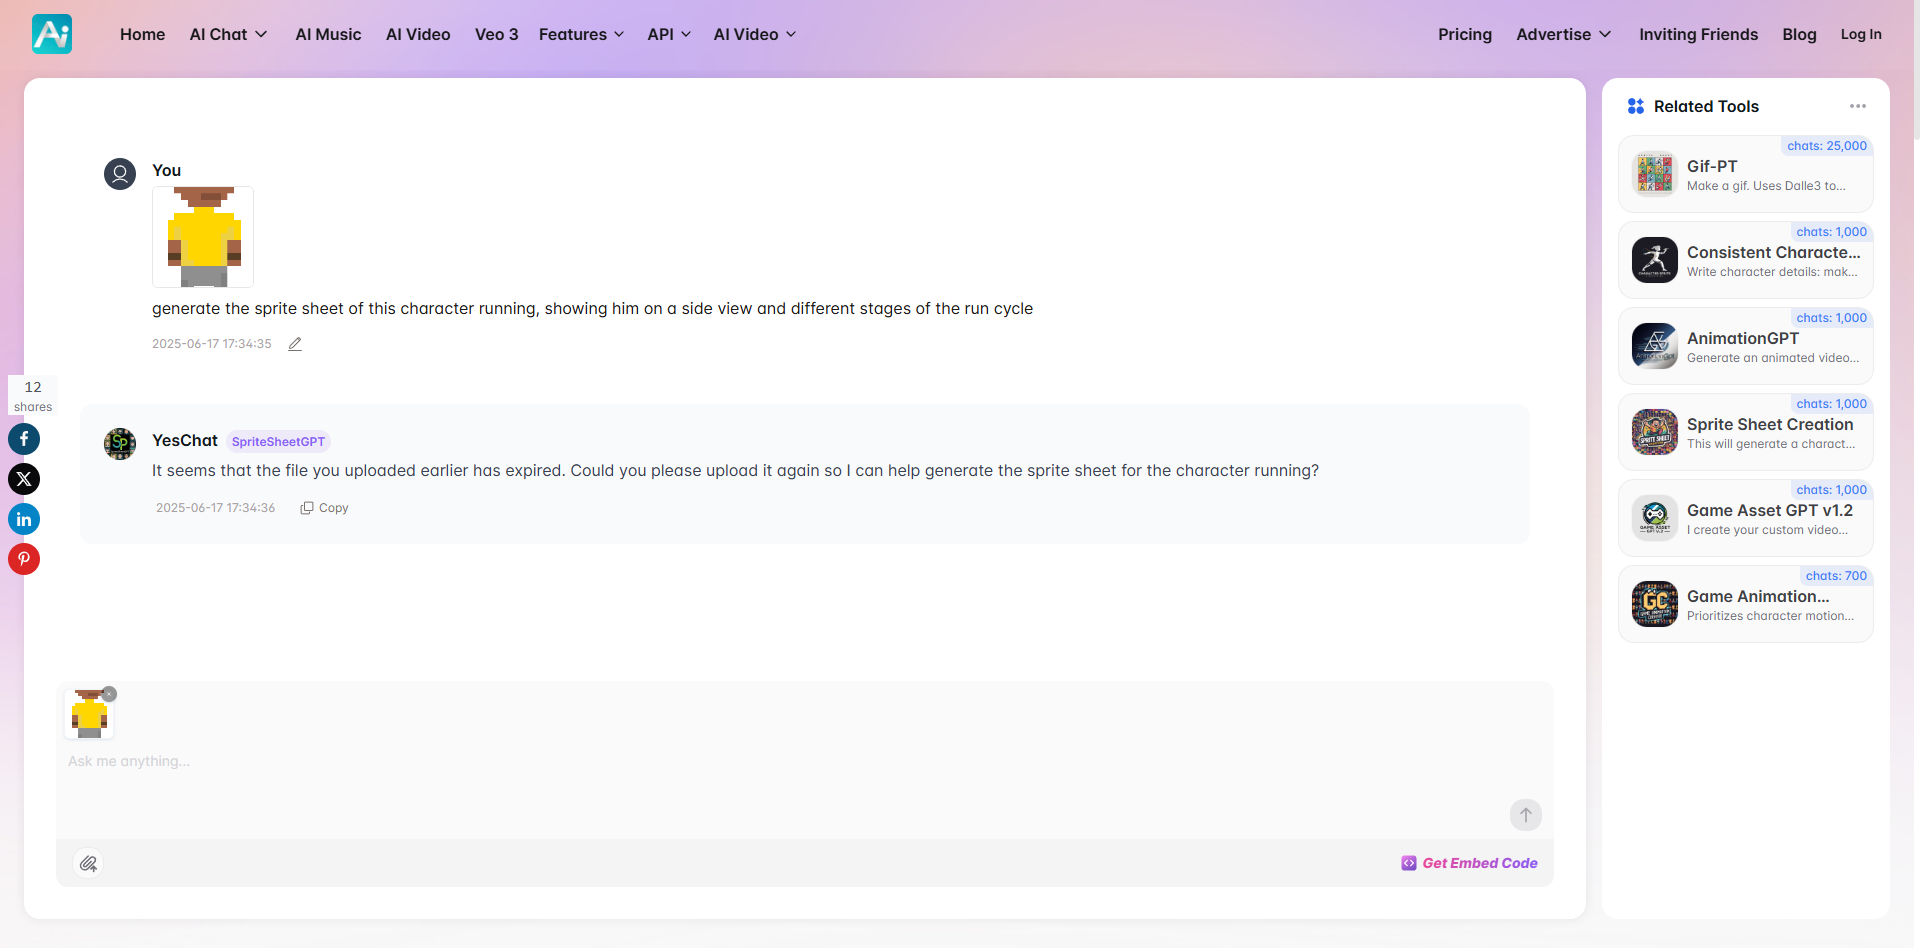 Ai
Home AI Chat AI Music AI Video Veo 3 Features API AI Video Pricing Advertise Inviting Friends Blog Log In
You
generate the sprite sheet of this character running, showing him on a side view and different stages of the run cycle
2025-06-17 17:34:35
12
shares
YesChat SpriteSheetGPT
It seems that the file you uploaded earlier has expired. Could you please upload it again so I can help generate the sprite sheet for the character running?
2025-06-17 17:34:36 Copy
Ask me anything...
Get Embed Code
Related Tools
chats: 25,000
Gif-PT
Make a gif. Uses Dalle3 to...
chats: 1,000
Consistent Characte...
Write character details: mak...
chats: 1,000
AnimationGPT
Generate an animated video...
chats: 1,000
SPRITE SHEET
Sprite Sheet Creation
This will generate a charact...
chats: 1,000
GAME ASSET
Game Asset GPT v1.2
I create your custom video...
chats: 700
GC
Game Animation...
Prioritizes character motion...